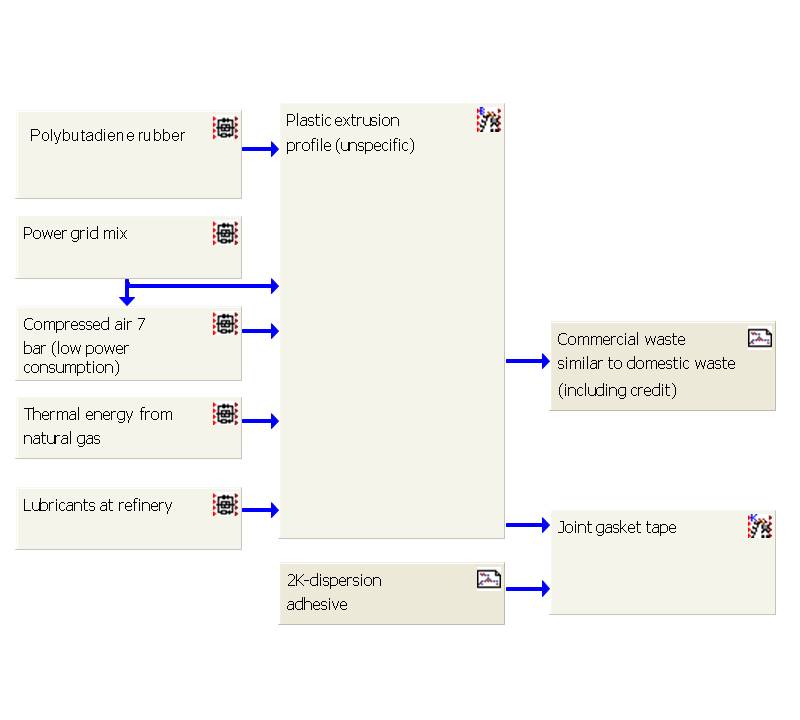 Polybutadiene rubber
Plastic extrusion
profile (unspecific)
Power grid mix
Compressed air 7
bar (low power
consumption)
Thermal energy from
natural gas
Lubricants at refinery
Commercial waste
similar to domestic waste
(including credit)
Joint gasket tape
2K-dispersion
adhesive